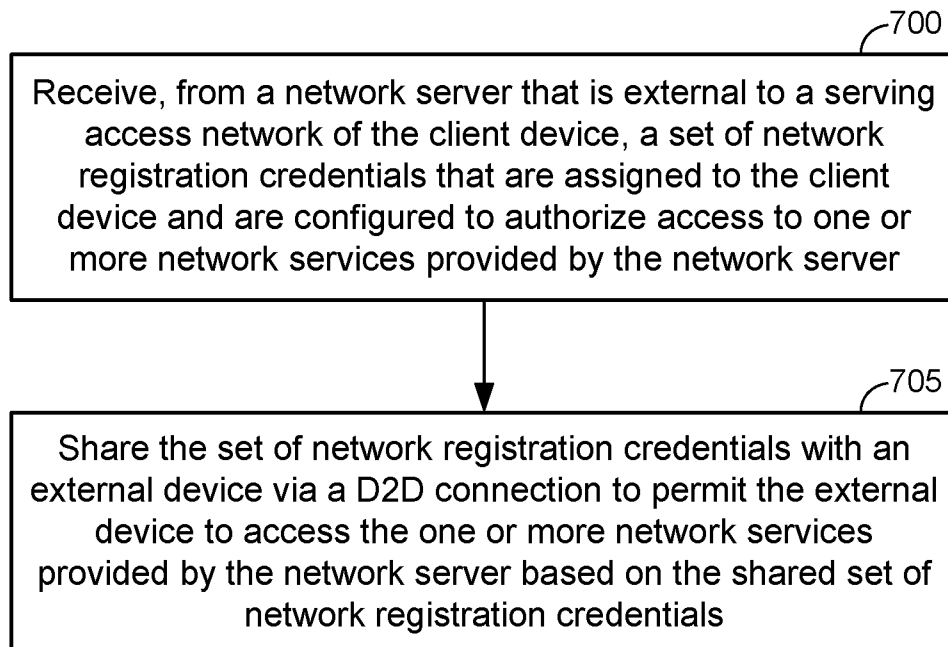 700
Receive, from a network server that is external to a serving
access network of the client device, a set of network
registration credentials that are assigned to the client
device and are configured to authorize access to one or
more network services provided by the network server
705
Share the set of network registration credentials with an
external device via a D2D connection to permit the external
device to access the one or more network services
provided by the network server based on the shared set of
network registration credentials